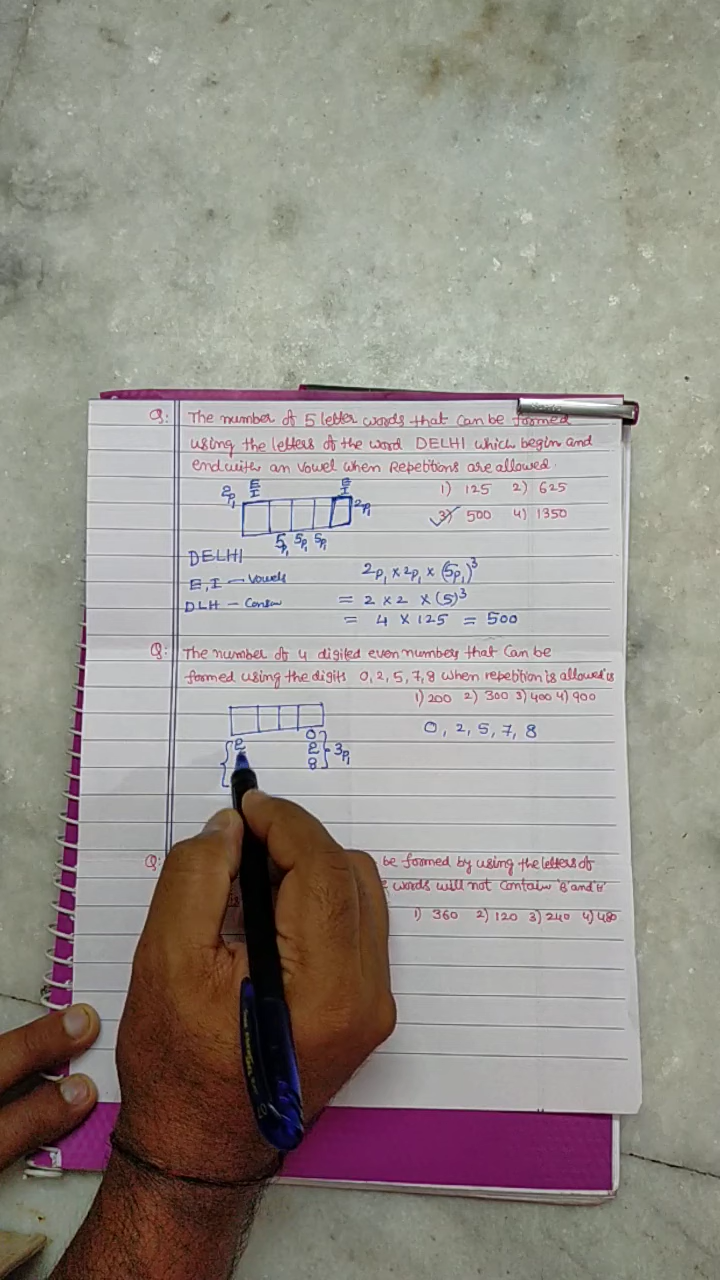 Q: The number of 5 letter words that can be formed
using the letters of the word DELHI which begin and
end with an vowel when Repetitions are allowed.
1) 125 2) 625
3) 500 4) 1350
E
I
E
I
2P₁
2P₁
5P₁ 5P₁ 5P₁
DELHI
E, I — Vowels
DLH — Conson
2P₁ × 2P₁ × (5P₁)³
= 2 × 2 × (5)³
= 4 × 125 = 500
Q: The number of 4 digited even numbers that can be
formed using the digits 0, 2, 5, 7, 8 when repetition is allowed is
1) 200 2) 300 3) 400 4) 900
0, 2, 5, 7, 8
0
2
8
3P₁
2
Q: be formed by using the letters of
words will not contain 'B' and 'H'
is
1) 360 2) 120 3) 240 4) 480